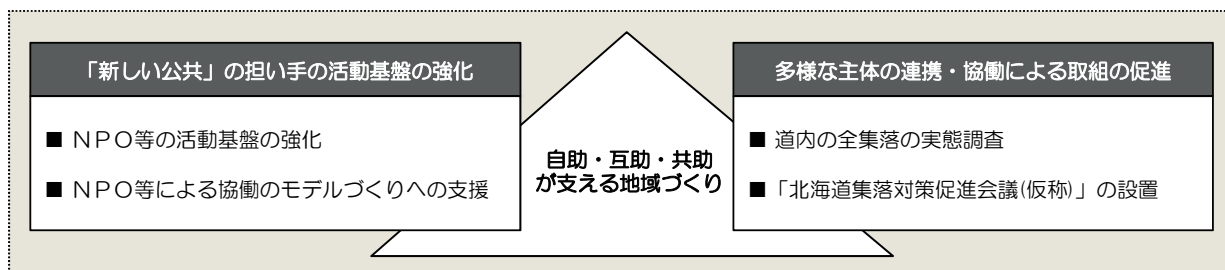 「新しい公共」の担い手の活動基盤の強化
■ ＮＰＯ等の活動基盤の強化
■ ＮＰＯ等による協働のモデルづくりへの支援
自助・互助・共助
が支える地域づくり
多様な主体の連携・協働による取組の促進
■ 道内の全集落の実態調査
■ 「北海道集落対策促進会議(仮称)」の設置